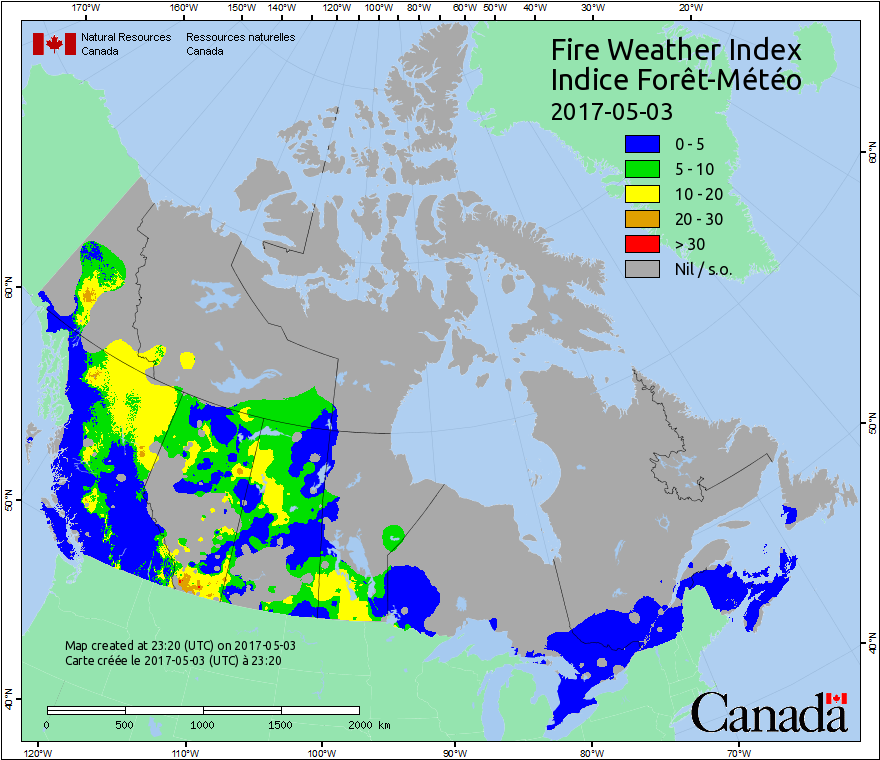 170°W 160°W 150°W 140°W 130°W 120°W 110°W 100°W 90°W 80°W 60°W 50°W 40°W 30°W 20°W
Natural Resources Ressources naturelles
Canada Canada
Fire Weather Index
Indice Forêt-Météo
2017-05-03
0 - 5
5 - 10
10 - 20
20 - 30
> 30
Nil / s.o.
60°N
60°N
50°N
50°N
40°N
40°N
Map created at 23:20 (UTC) on 2017-05-03
Carte créée le 2017-05-03 (UTC) à 23:20
0 500 1000 1500 2000 km
Canada
120°W 110°W 100°W 90°W 80°W 70°W